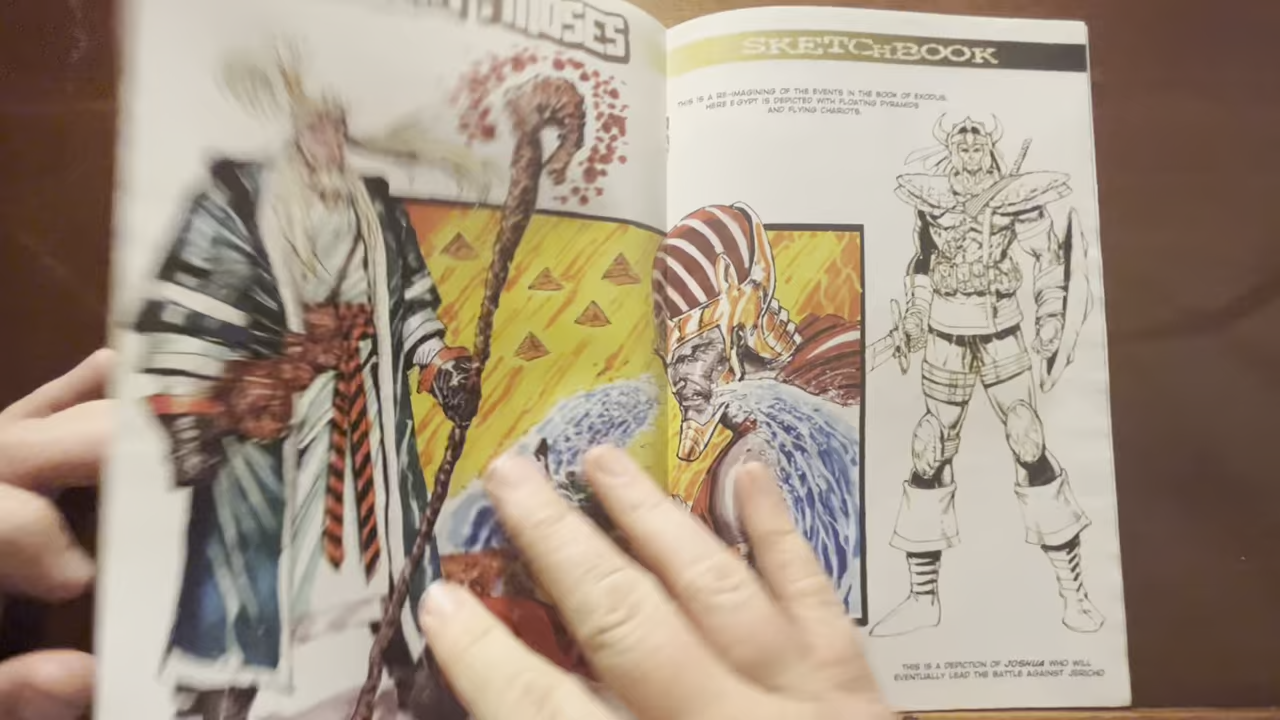 MOSES
SKETCHBOOK
THIS IS A RE-IMAGINING OF THE EVENTS IN THE BOOK OF EXODUS.
HERE EGYPT IS DEPICTED WITH FLOATING PYRAMIDS
AND FLYING CHARIOTS.
THIS IS A DEPICTION OF JOSHUA WHO WILL
EVENTUALLY LEAD THE BATTLE AGAINST JERICHO